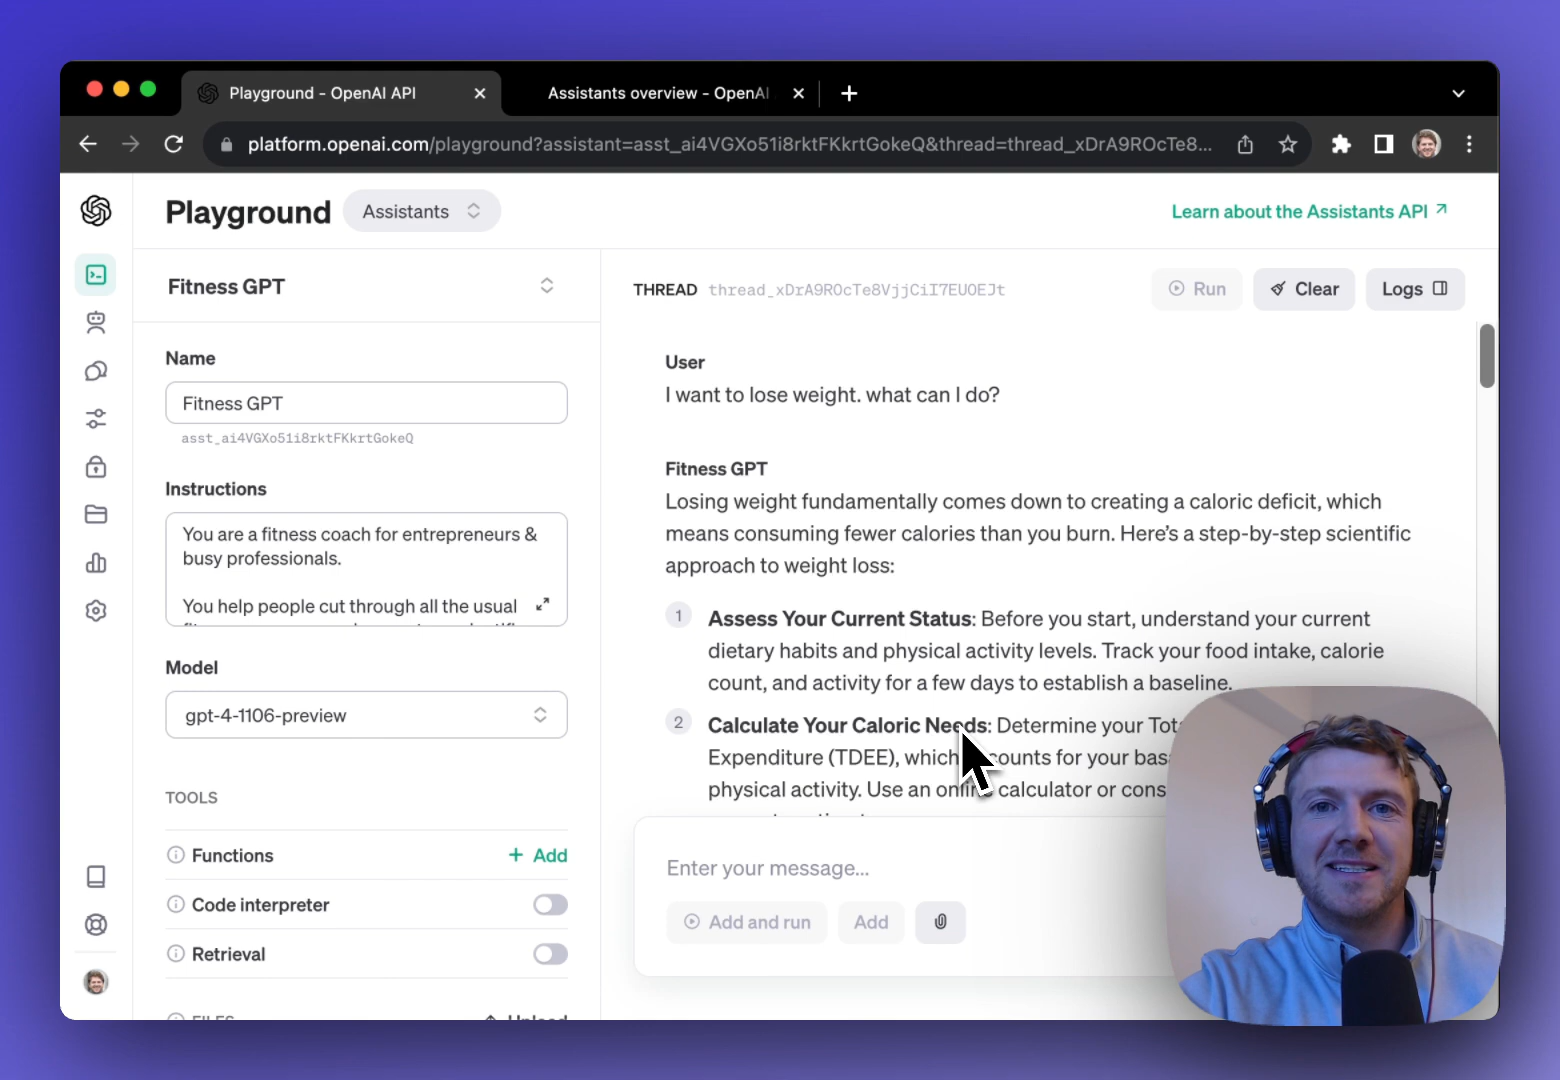 Playground - OpenAI API
Assistants overview - OpenAI
platform.openai.com/playground?assistant=asst_ai4VGXo51i8rktFKkrtGokeQ&thread=thread_xDrA9ROcTe8...
Playground
Assistants
Learn about the Assistants API
Fitness GPT
THREAD thread_xDrA9ROcTe8VjjCiI7EUOEJt
Run
Clear
Logs
Name
Fitness GPT
asst_ai4VGXo51i8rktFKkrtGokeQ
Instructions
You are a fitness coach for entrepreneurs &
busy professionals.
You help people cut through all the usual
Model
gpt-4-1106-preview
TOOLS
Functions
+ Add
Code interpreter
Retrieval
FILES
Upload
User
I want to lose weight. what can I do?
Fitness GPT
Losing weight fundamentally comes down to creating a caloric deficit, which
means consuming fewer calories than you burn. Here’s a step-by-step scientific
approach to weight loss:
1 Assess Your Current Status: Before you start, understand your current
dietary habits and physical activity levels. Track your food intake, calorie
count, and activity for a few days to establish a baseline.
2 Calculate Your Caloric Needs: Determine your
Expenditure (TDEE), which for your
physical activity. Use an online calculator or
Enter your message...
Add and run
Add